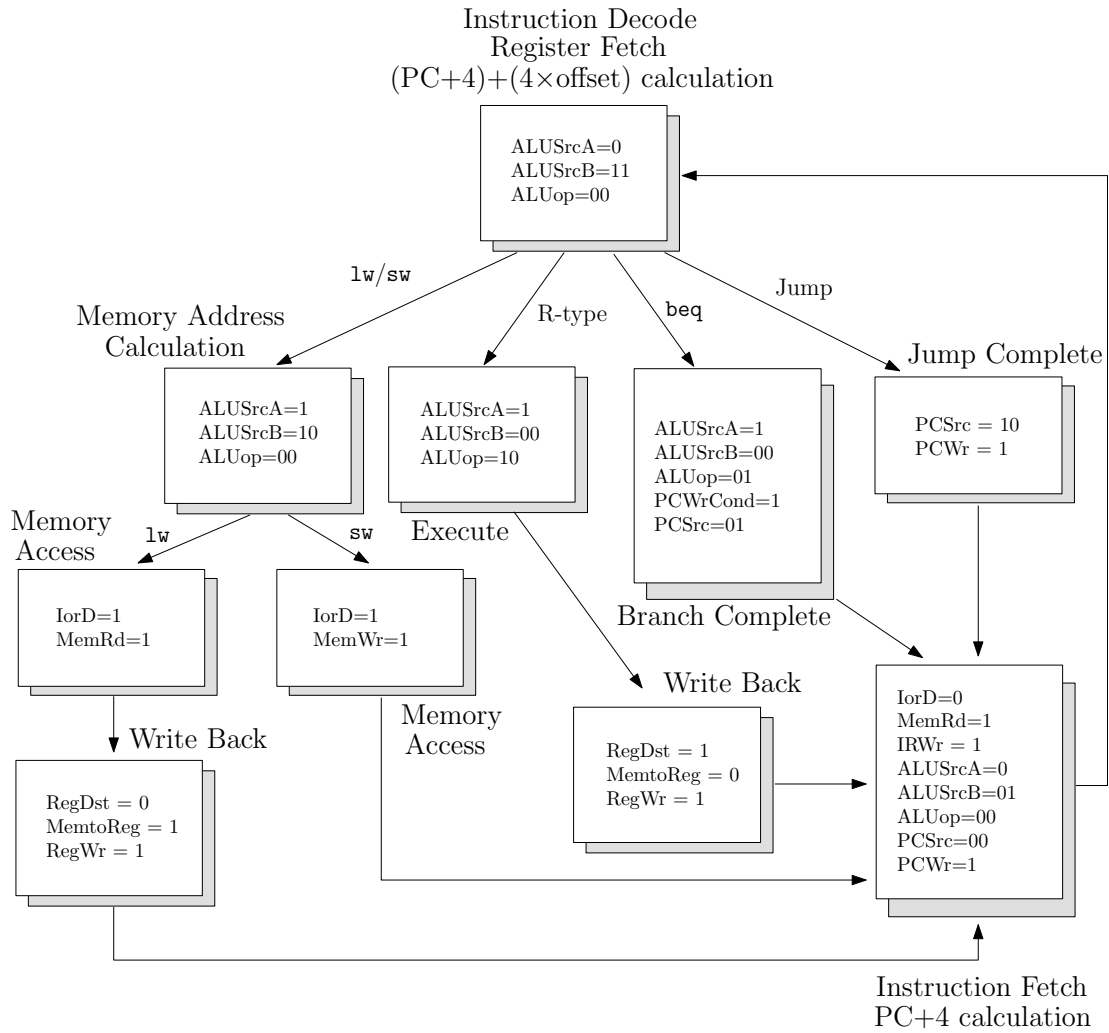 Instruction Decode
Register Fetch
(PC+4)+(4×offset) calculation
ALUSrcA=0
ALUSrcB=11
ALUop=00
lw/sw
R-type
beq
Jump
Memory Address
Calculation
ALUSrcA=1
ALUSrcB=10
ALUop=00
ALUSrcA=1
ALUSrcB=00
ALUop=10
Execute
ALUSrcA=1
ALUSrcB=00
ALUop=01
PCWrCond=1
PCSrc=01
Branch Complete
Jump Complete
PCSrc = 10
PCWr = 1
Memory
Access
lw
sw
IorD=1
MemRd=1
IorD=1
MemWr=1
Memory
Access
Write Back
RegDst = 0
MemtoReg = 1
RegWr = 1
Write Back
RegDst = 1
MemtoReg = 0
RegWr = 1
IorD=0
MemRd=1
IRWr = 1
ALUSrcA=0
ALUSrcB=01
ALUop=00
PCSrc=00
PCWr=1
Instruction Fetch
PC+4 calculation